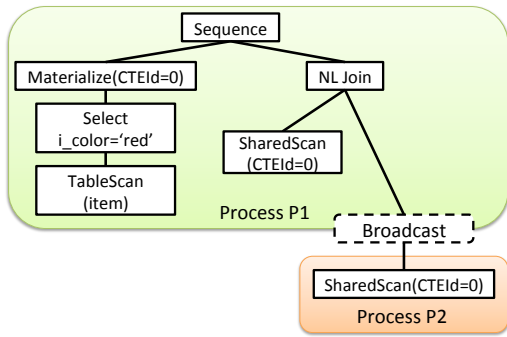 Sequence
Materialize(CTEId=0)
NL Join
Select
i_color=‘red’
SharedScan
(CTEId=0)
TableScan
(item)
Process P1
Broadcast
SharedScan(CTEId=0)
Process P2